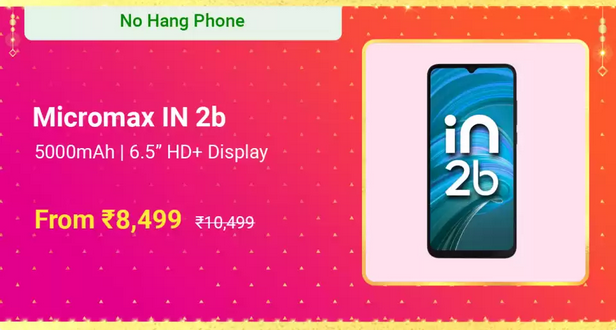 No Hang Phone
Micromax IN 2b
5000mAh | 6.5” HD+ Display
From ₹8,499 ₹10,499
in
2b